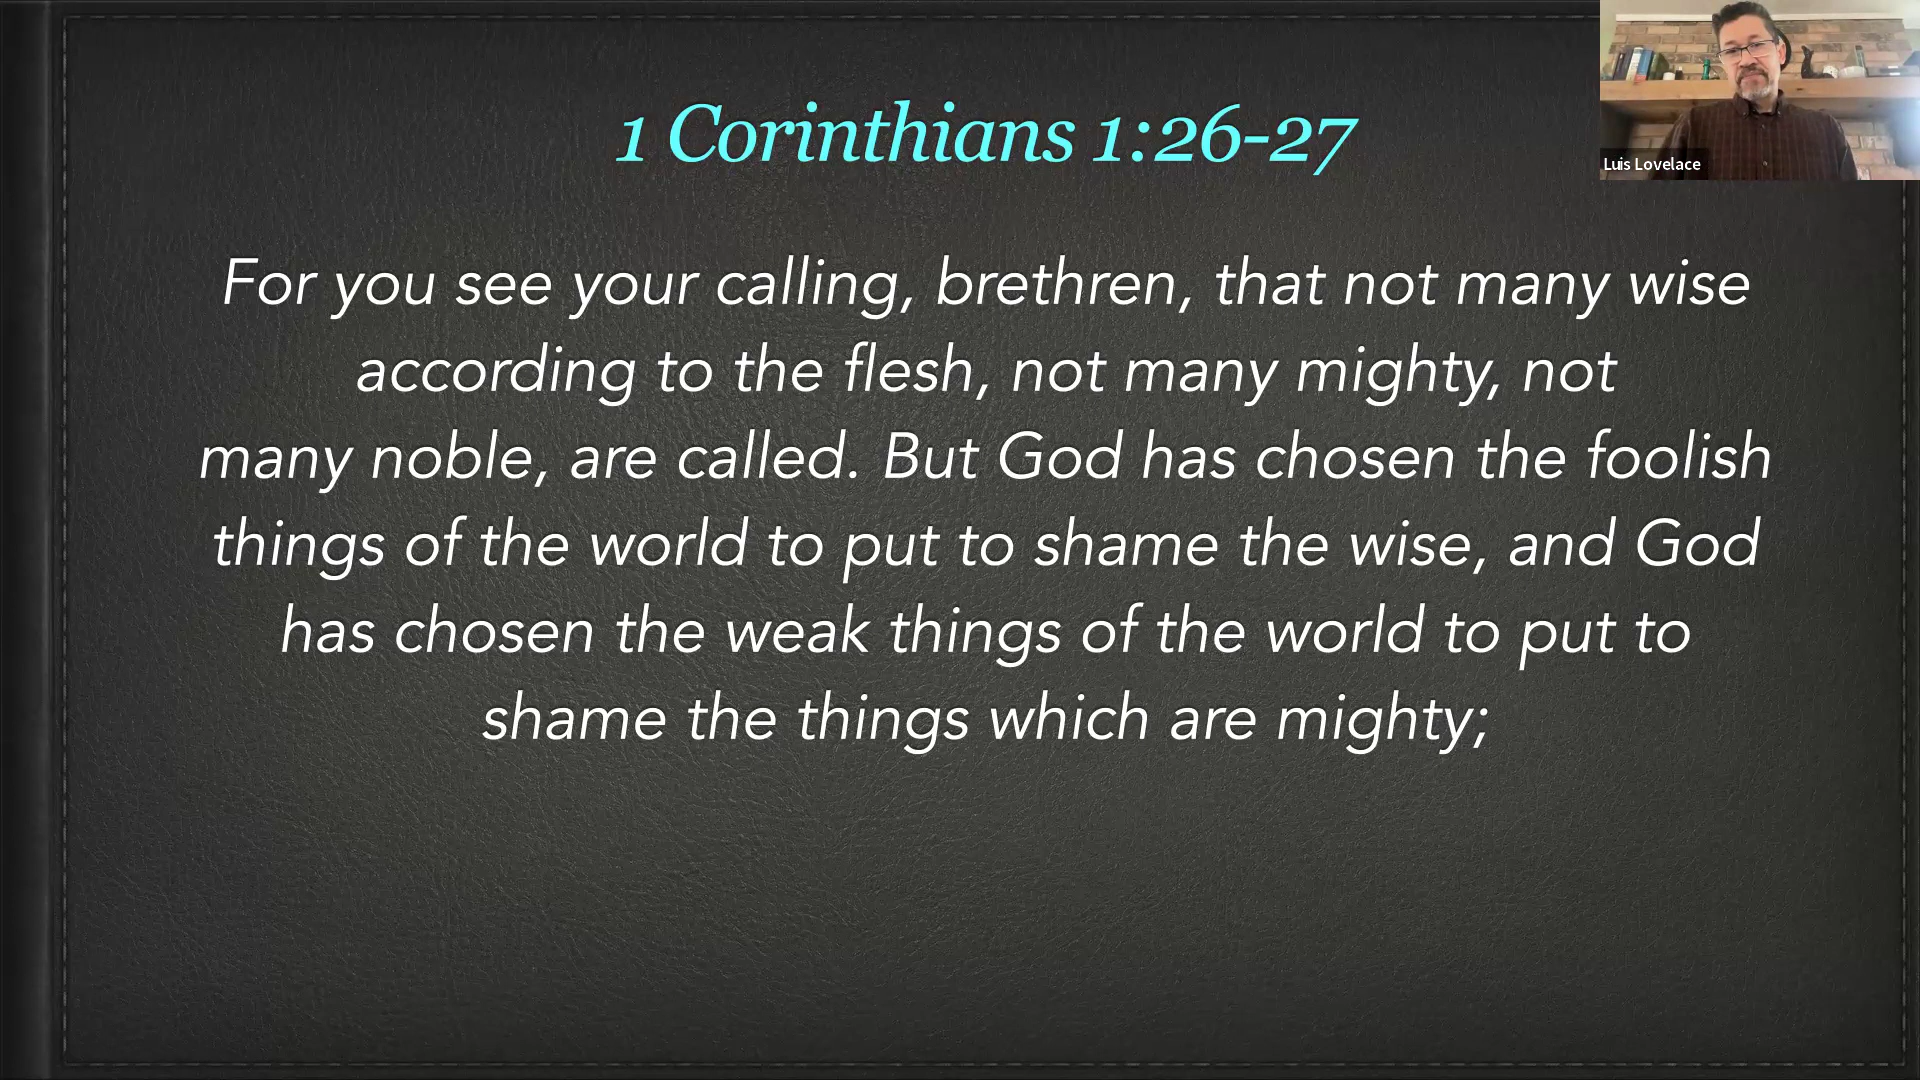 1 Corinthians 1:26-27
Luis Lovelace
For you see your calling, brethren, that not many wise
according to the flesh, not many mighty, not
many noble, are called. But God has chosen the foolish
things of the world to put to shame the wise, and God
has chosen the weak things of the world to put to
shame the things which are mighty;